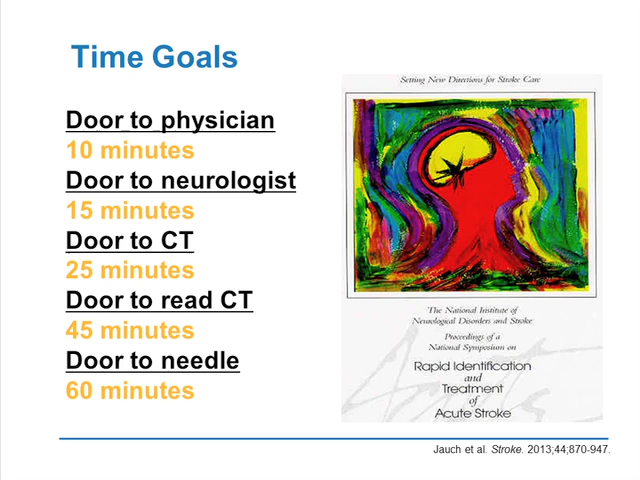 Time Goals
Door to physician
10 minutes
Door to neurologist
15 minutes
Door to CT
25 minutes
Door to read CT
45 minutes
Door to needle
60 minutes
Setting New Directions for Stroke Care
The National Institute of
Neurological Disorders and Stroke
Proceedings of a
National Symposium on
Rapid Identification
and
Treatment
of
Acute Stroke
Jauch et al. Stroke. 2013;44;870-947.